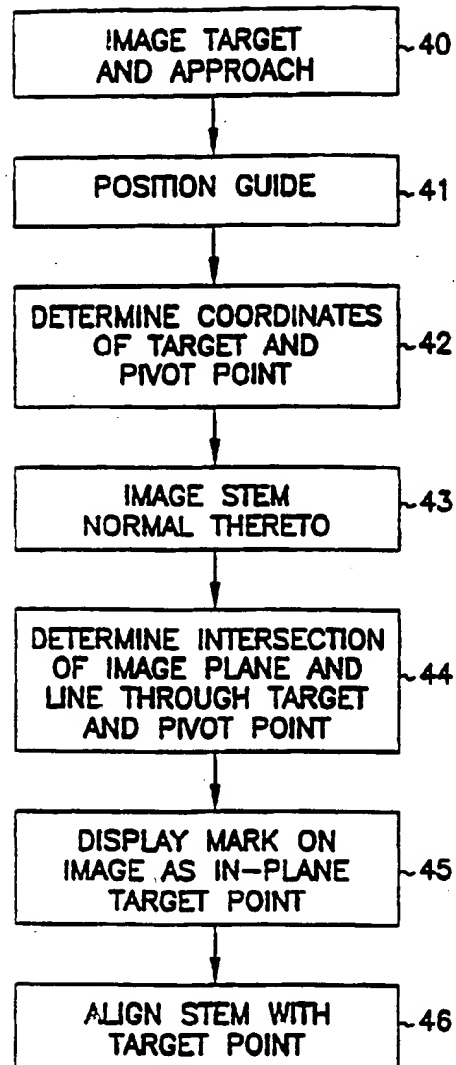 IMAGE TARGET
AND APPROACH
40
POSITION GUIDE
41
DETERMINE COORDINATES
OF TARGET AND
PIVOT POINT
42
IMAGE STEM
NORMAL THERETO
43
DETERMINE INTERSECTION
OF IMAGE PLANE AND
LINE THROUGH TARGET
AND PIVOT POINT
44
DISPLAY MARK ON
IMAGE AS IN-PLANE
TARGET POINT
45
ALIGN STEM WITH
TARGET POINT
46